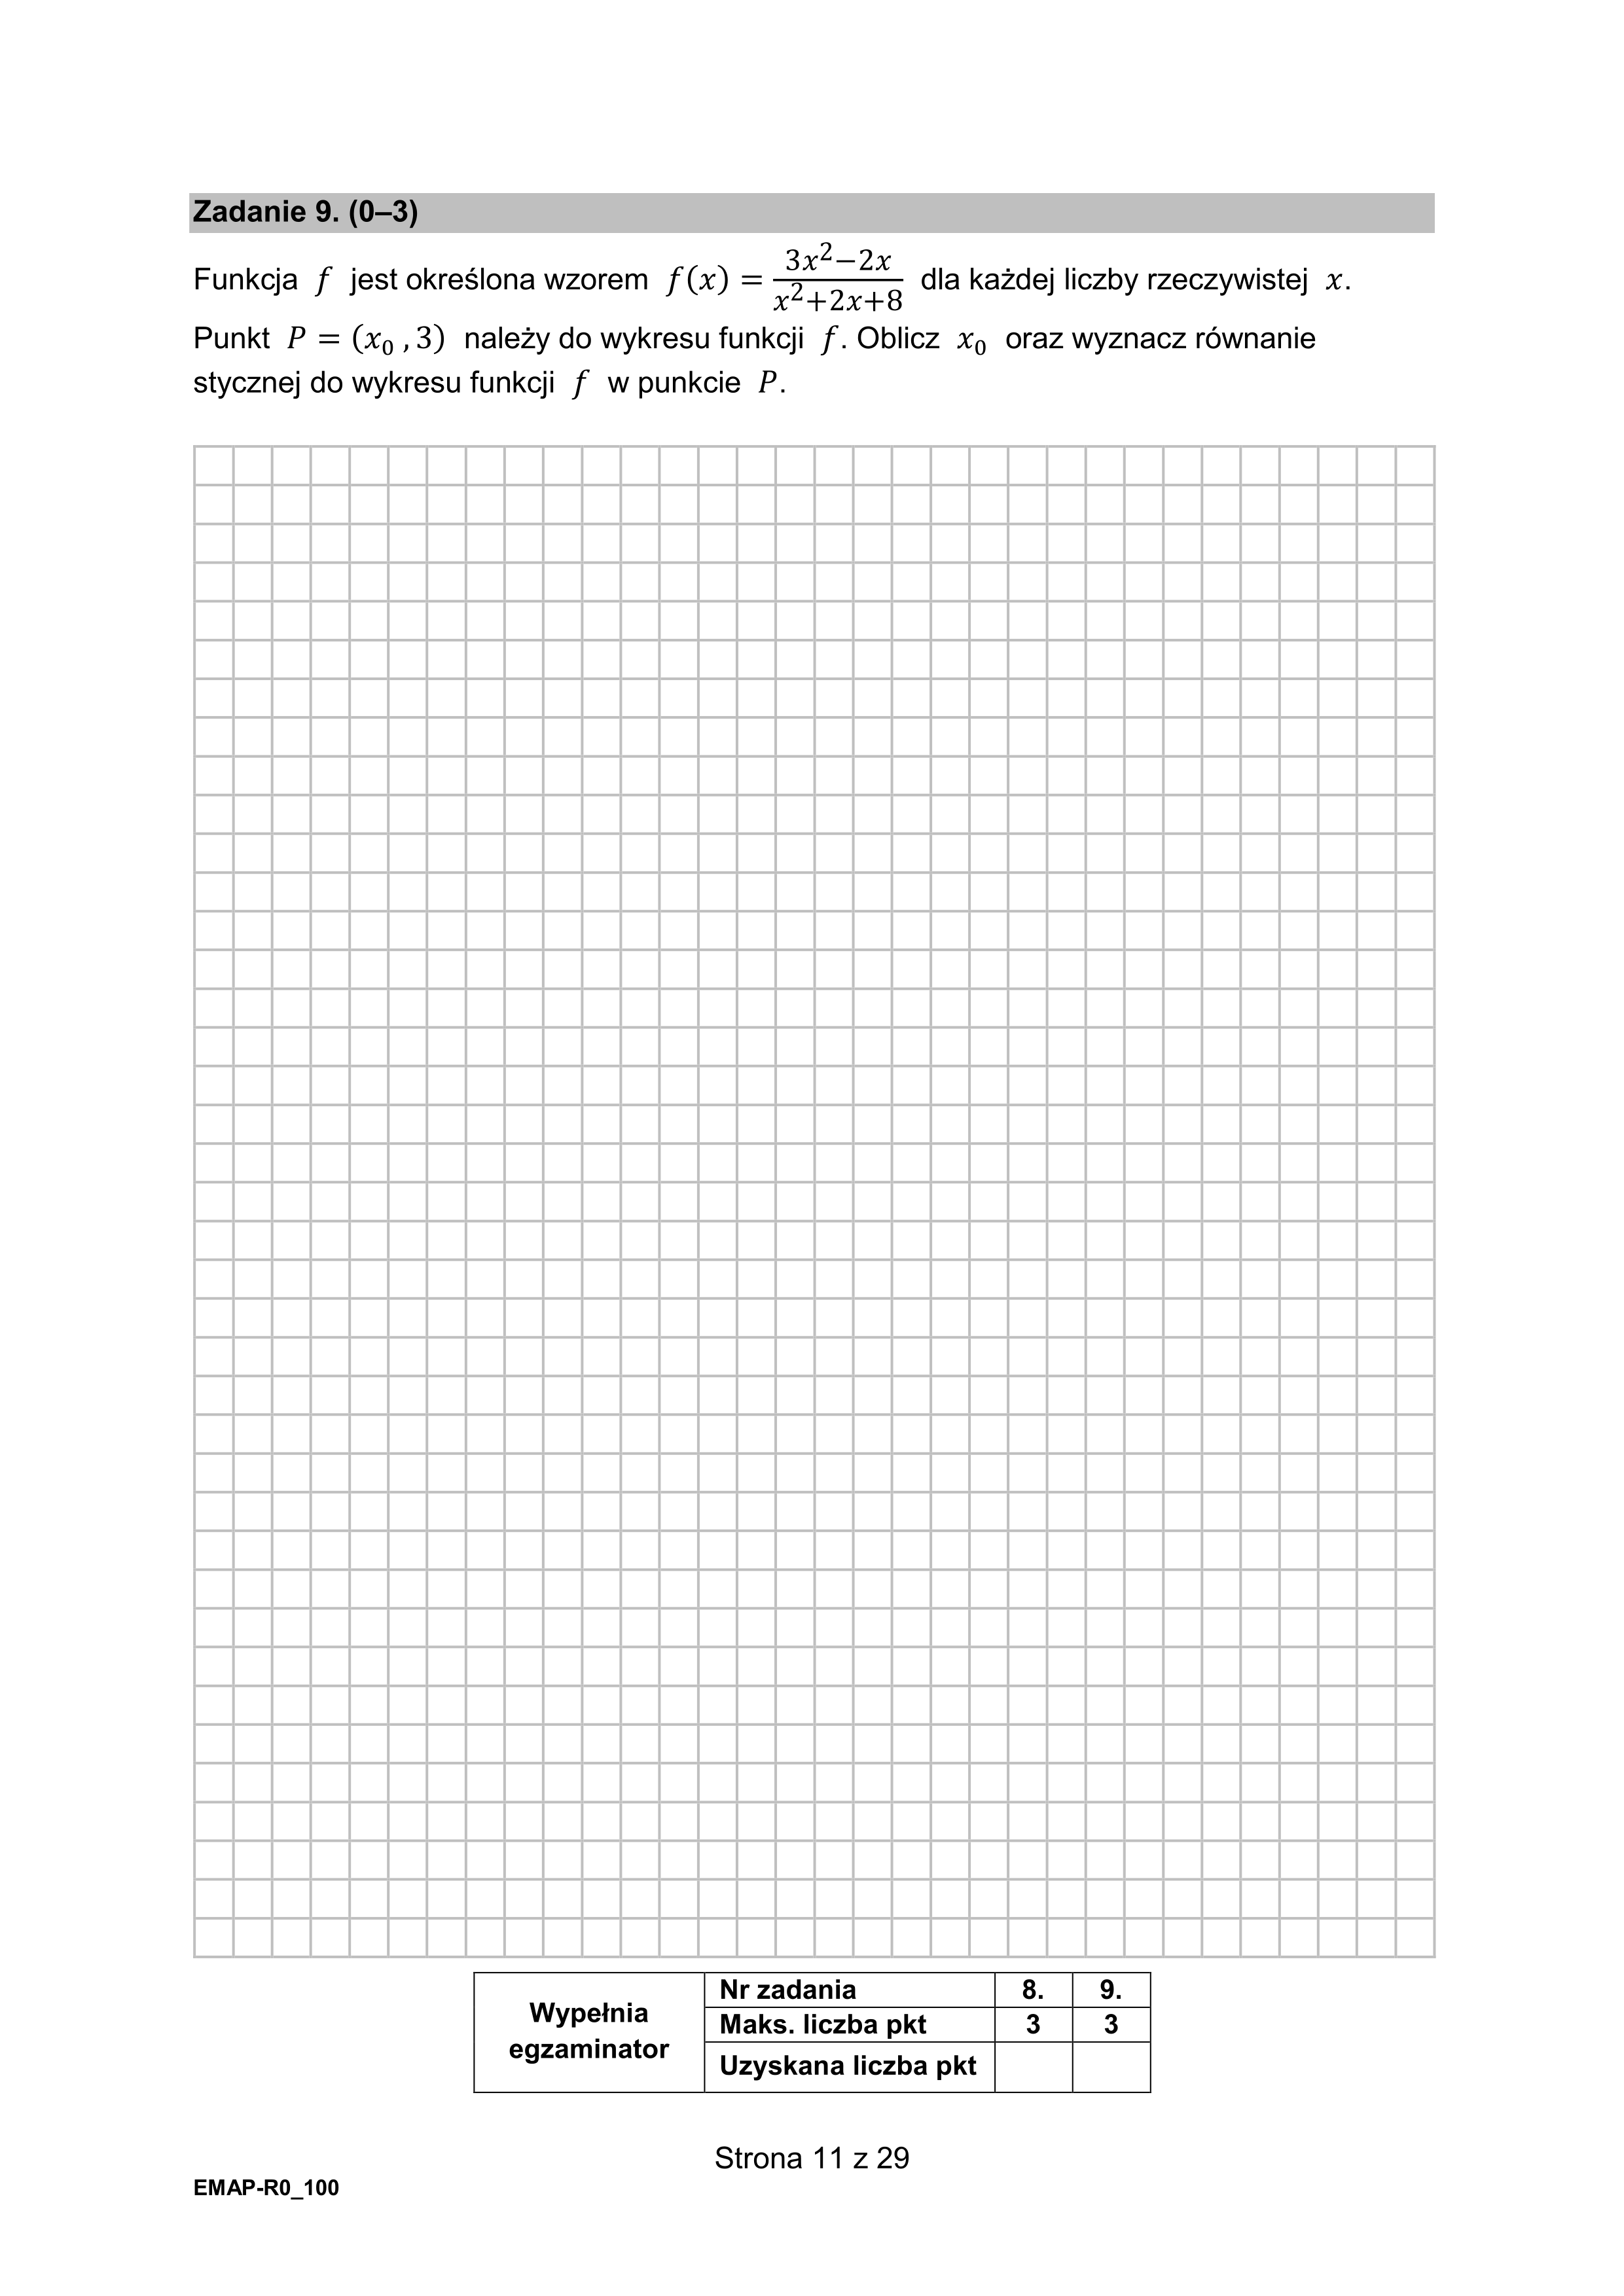 Zadanie 9. (0–3)
Funkcja f jest określona wzorem f(x) = \frac{3x^2−2x}{x^2+2x+8} dla każdej liczby rzeczywistej x.
Punkt P = (x_0 , 3) należy do wykresu funkcji f. Oblicz x_0 oraz wyznacz równanie
stycznej do wykresu funkcji f w punkcie P.
Wypełnia
egzaminator
Nr zadania 8. 9.
Maks. liczba pkt 3 3
Uzyskana liczba pkt
Strona 11 z 29
EMAP-R0_100